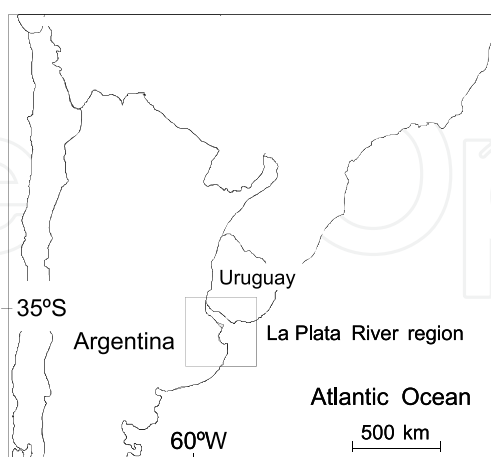 Uruguay
35ºS
La Plata River region
Argentina
Atlantic Ocean
60ºW
500 km